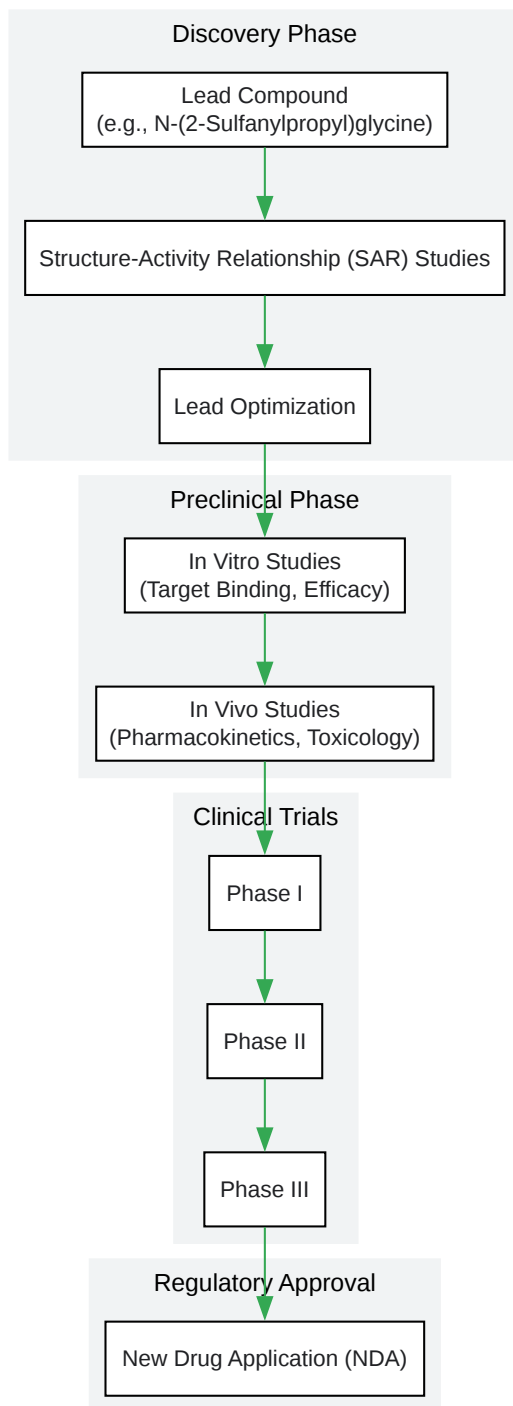 Discovery Phase
Lead Compound
(e.g., N-(2-Sulfanylpropyl)glycine)
Structure-Activity Relationship (SAR) Studies
Lead Optimization
Preclinical Phase
In Vitro Studies
(Target Binding, Efficacy)
In Vivo Studies
(Pharmacokinetics, Toxicology)
Clinical Trials
Phase I
Phase II
Phase III
Regulatory Approval
New Drug Application (NDA)